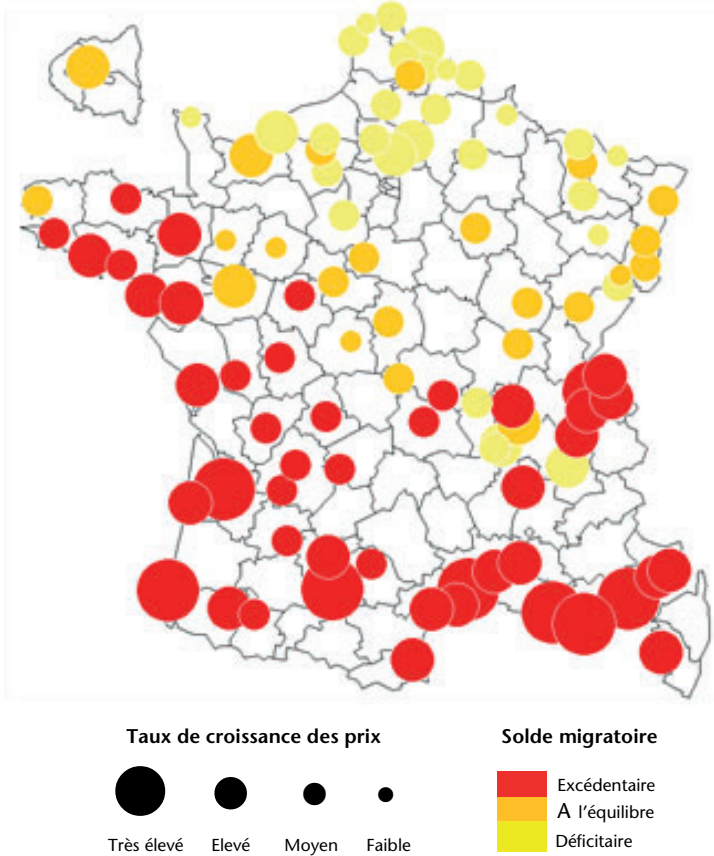 Taux de croissance des prix
Très élevé Elevé Moyen Faible
Solde migratoire
Excédentaire
A l'équilibre
Déficitaire